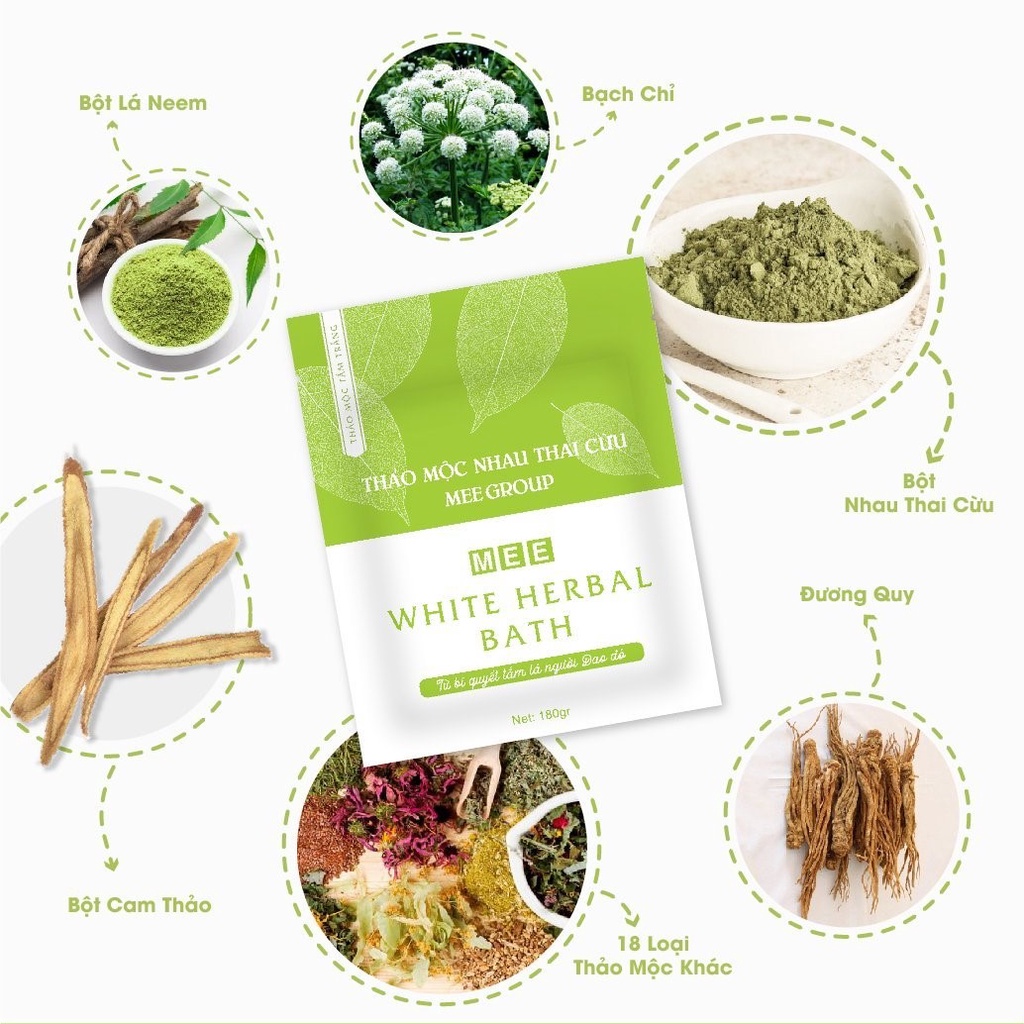 Bột Lá Neem
Bạch Chỉ
THẢO MỘC TẮM TRẮNG
THẢO MỘC NHAU THAI CỪU
MEE GROUP
Bột
Nhau Thai Cừu
MEE
WHITE HERBAL
BATH
Từ bí quyết tắm lá người Dao đỏ
Net: 180gr
Đương Quy
Bột Cam Thảo
18 Loại
Thảo Mộc Khác